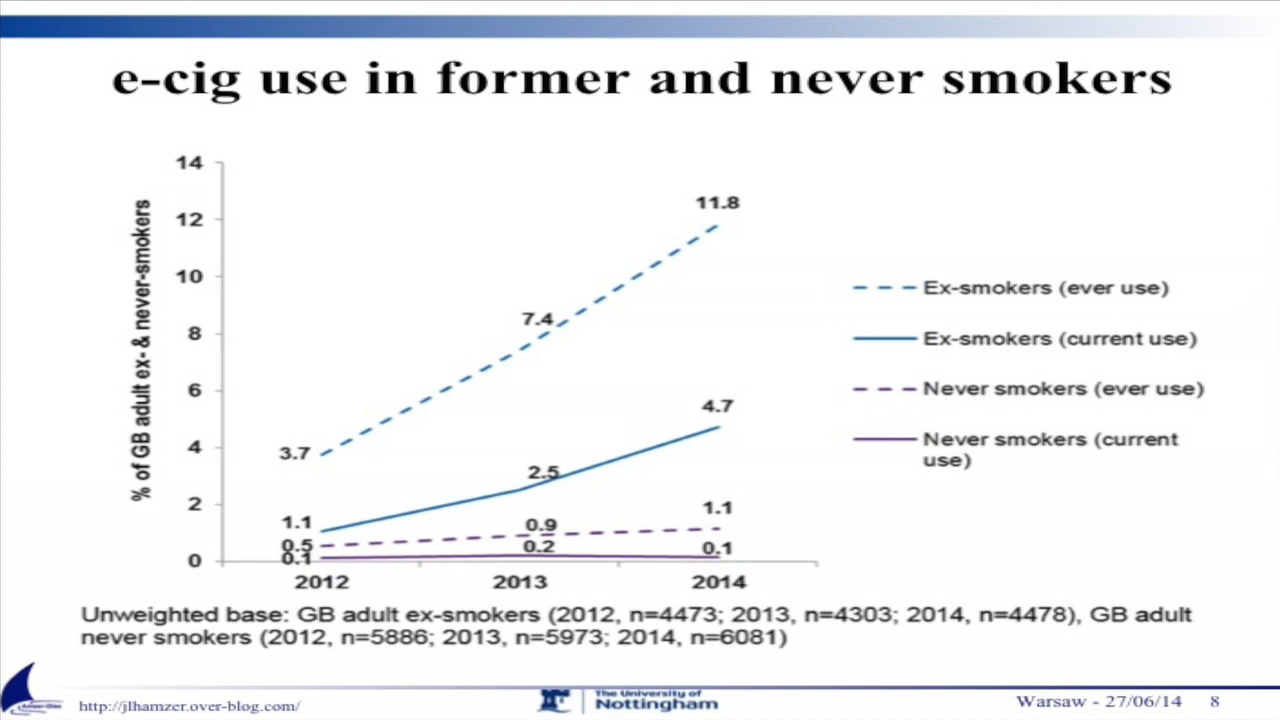 e-cig use in former and never smokers
% of GB adult ex- & never-smokers
14
12
10
8
6
4
2
0
11.8
7.4
3.7
4.7
2.5
1.1
1.1
0.9
0.5
0.2
0.1
0.1
2012
2013
2014
Ex-smokers (ever use)
Ex-smokers (current use)
Never smokers (ever use)
Never smokers (current
use)
Unweighted base: GB adult ex-smokers (2012, n=4473; 2013, n=4303; 2014, n=4478), GB adult
never smokers (2012, n=5886; 2013, n=5973; 2014, n=6081)
http://jlhamzer.over-blog.com/
The University of
Nottingham
Warsaw - 27/06/14
8